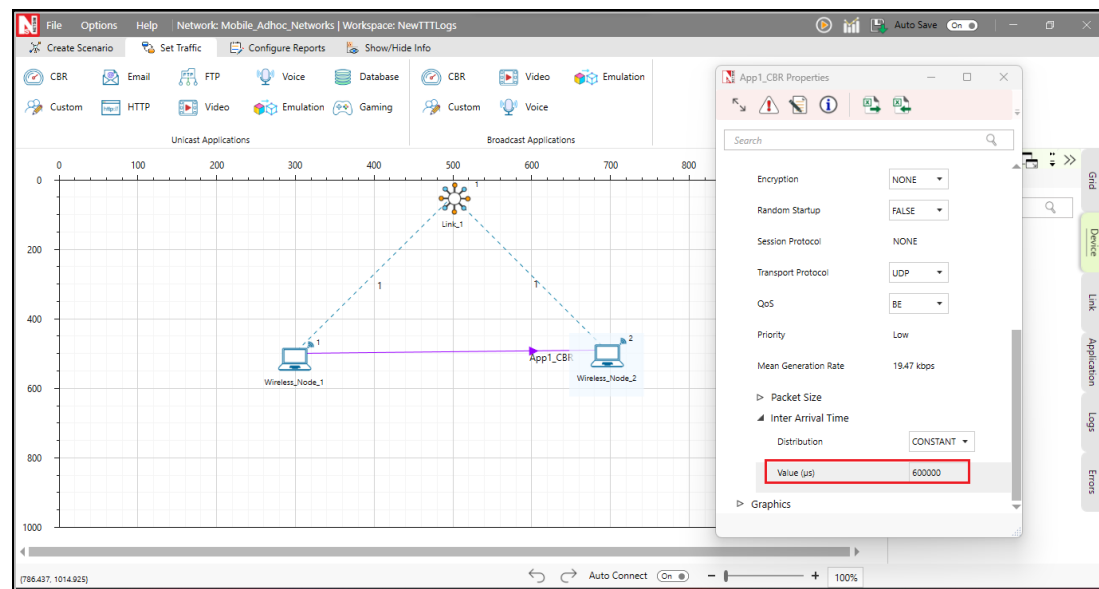 File Options Help Network: Mobile_Adhoc_Networks | Workspace: NewTTTLogs Auto Save On
Create Scenario Set Traffic Configure Reports Show/Hide Info
CBR Email FTP Voice Database CBR Video Emulation
Custom HTTP Video Emulation Gaming Custom Voice
Unicast Applications Broadcast Applications
0 100 200 300 400 500 600 700 800
0
200
400
600
800
1000
1
Link_1
1
1
1
Wireless_Node_1
App1_CBR
2
Wireless_Node_2
App1_CBR Properties
Search
Encryption NONE
Random Startup FALSE
Session Protocol NONE
Transport Protocol UDP
QoS BE
Priority Low
Mean Generation Rate 19.47 kbps
Packet Size
Inter Arrival Time
Distribution CONSTANT
Value (µs) 600000
Graphics
Grid
Device
Link
Application
Logs
Errors
(786.437, 1014.925) Auto Connect On 100%